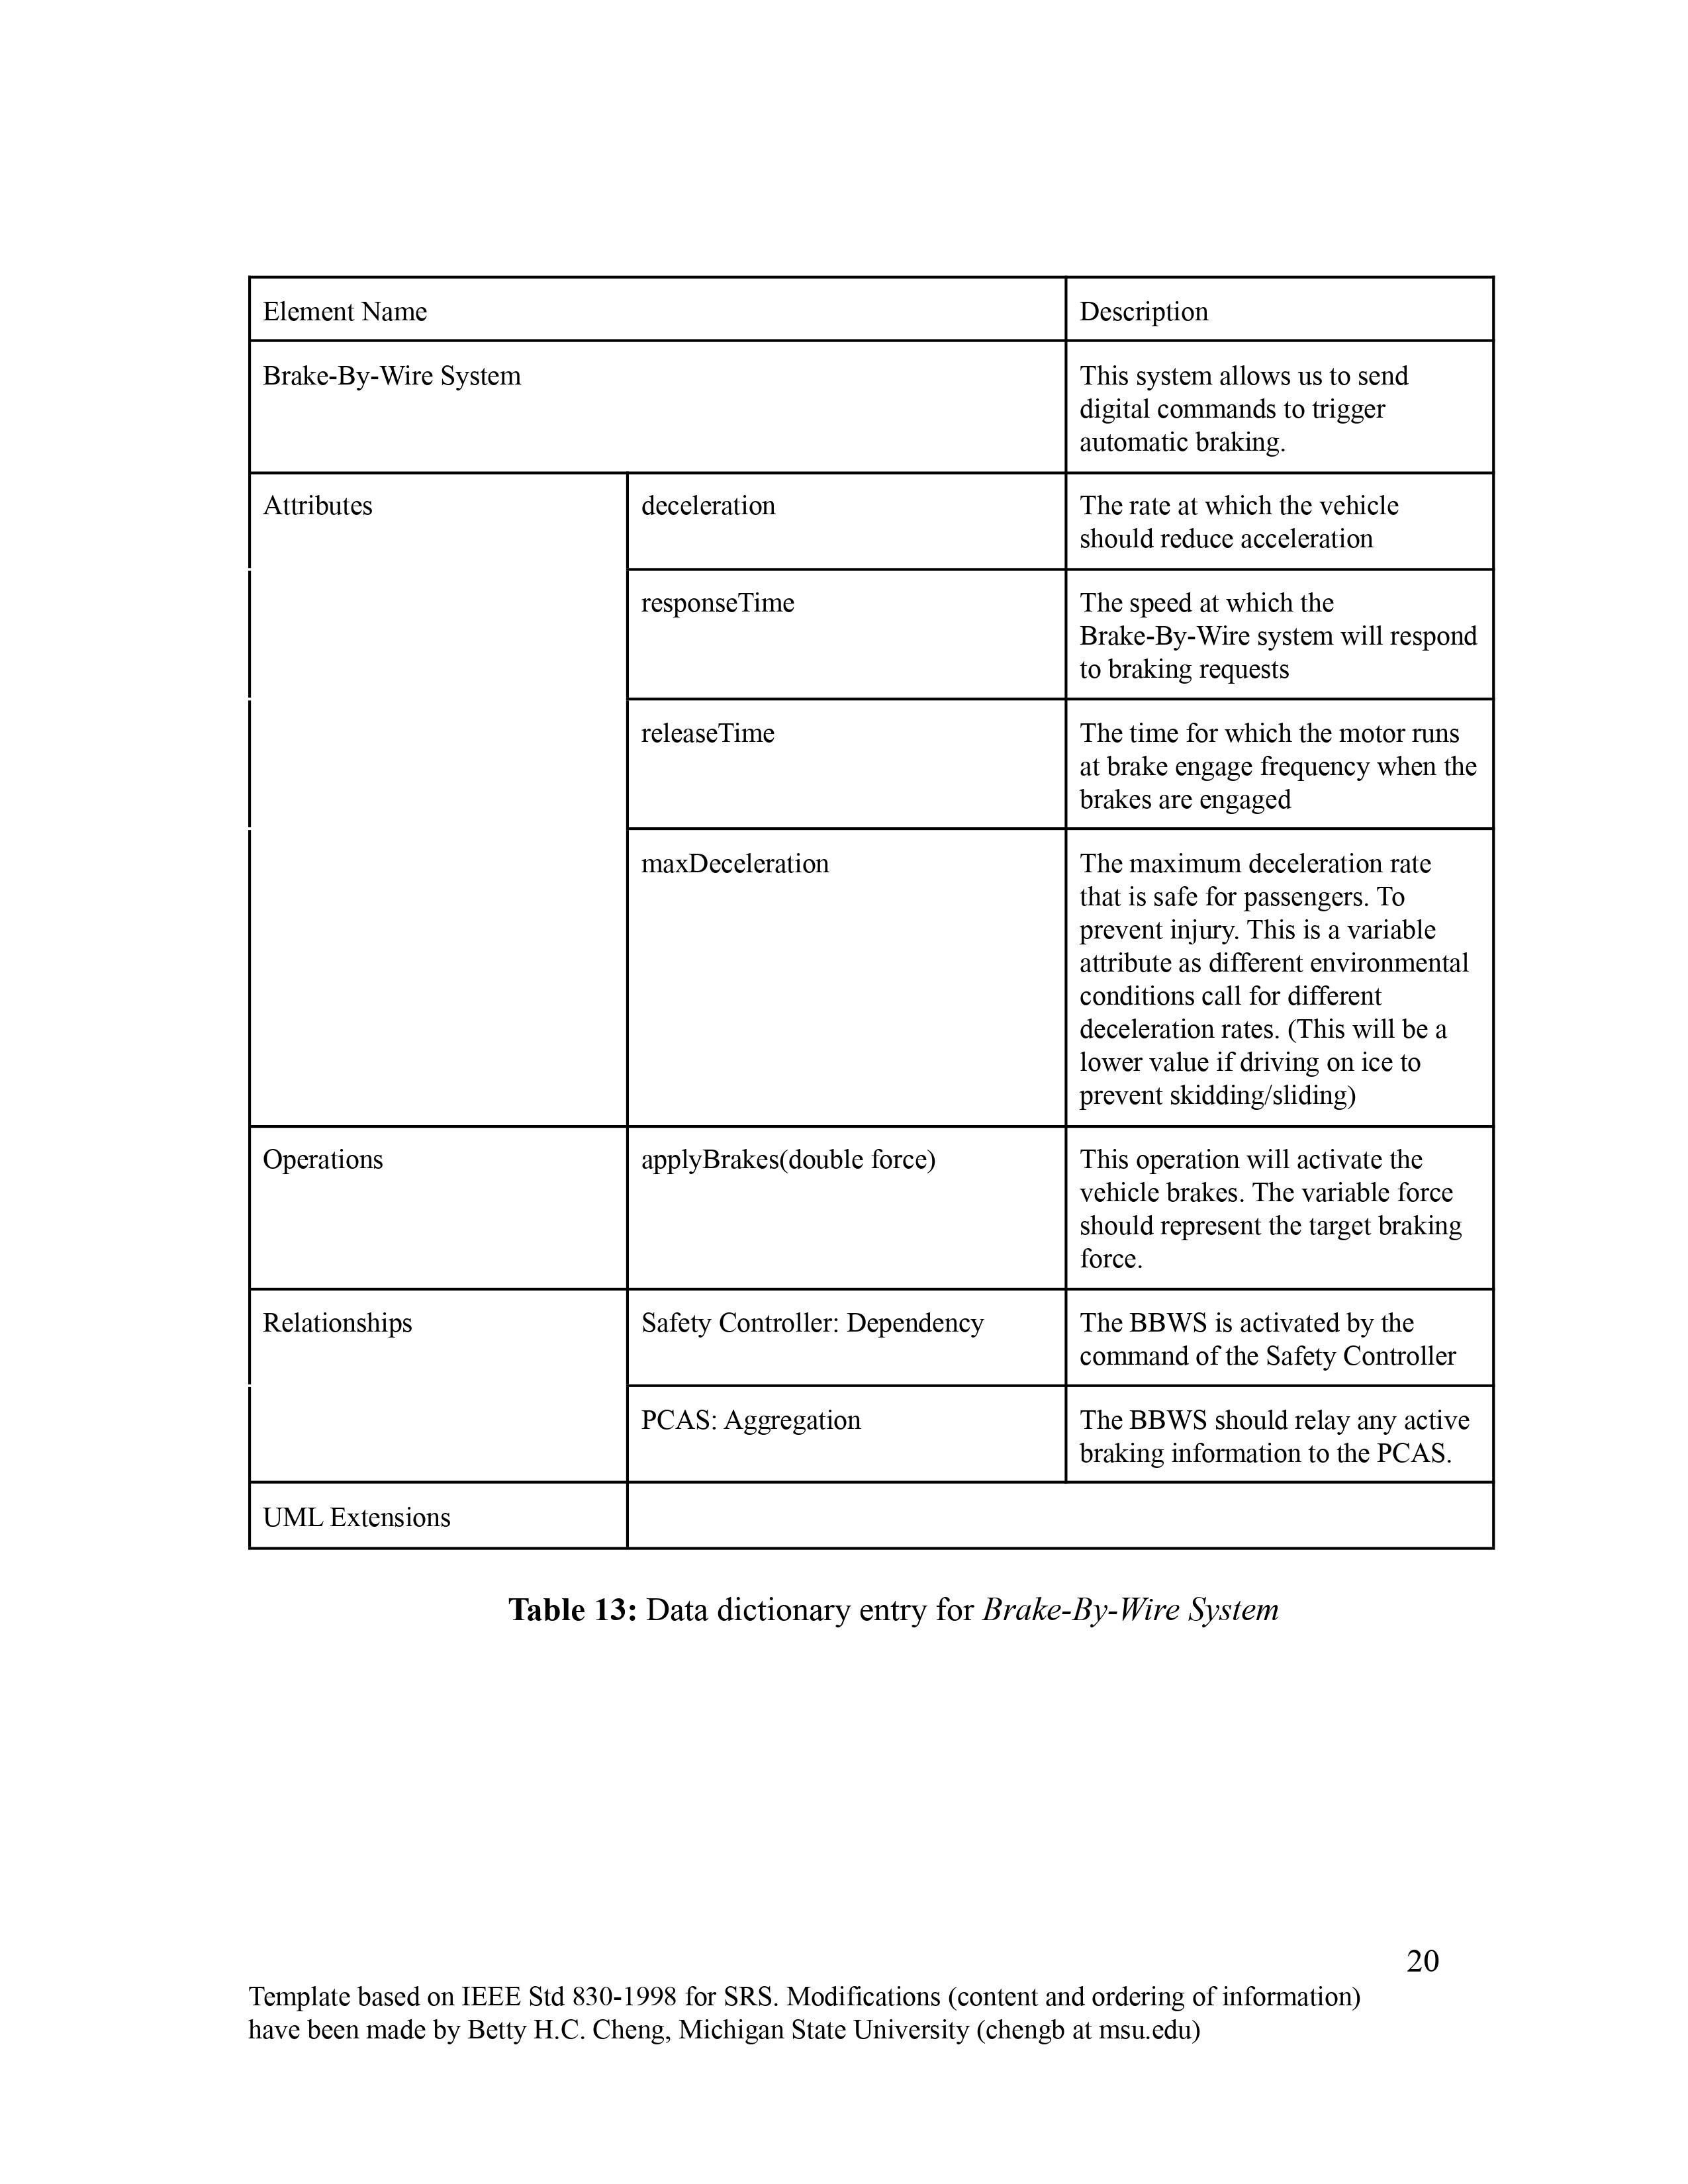 Element Name
Description
Brake-By-Wire System
This system allows us to send
digital commands to trigger
automatic braking.
Attributes
deceleration
The rate at which the vehicle
should reduce acceleration
responseTime
The speed at which the
Brake-By-Wire system will respond
to braking requests
releaseTime
The time for which the motor runs
at brake engage frequency when the
brakes are engaged
maxDeceleration
The maximum deceleration rate
that is safe for passengers. To
prevent injury. This is a variable
attribute as different environmental
conditions call for different
deceleration rates. (This will be a
lower value if driving on ice to
prevent skidding/sliding)
Operations
applyBrakes(double force)
This operation will activate the
vehicle brakes. The variable force
should represent the target braking
force.
Relationships
Safety Controller: Dependency
The BBWS is activated by the
command of the Safety Controller
PCAS: Aggregation
The BBWS should relay any active
braking information to the PCAS.
UML Extensions
Table 13: Data dictionary entry for Brake-By-Wire System
20
Template based on IEEE Std 830-1998 for SRS. Modifications (content and ordering of information)
have been made by Betty H.C. Cheng, Michigan State University (chengb at msu.edu)